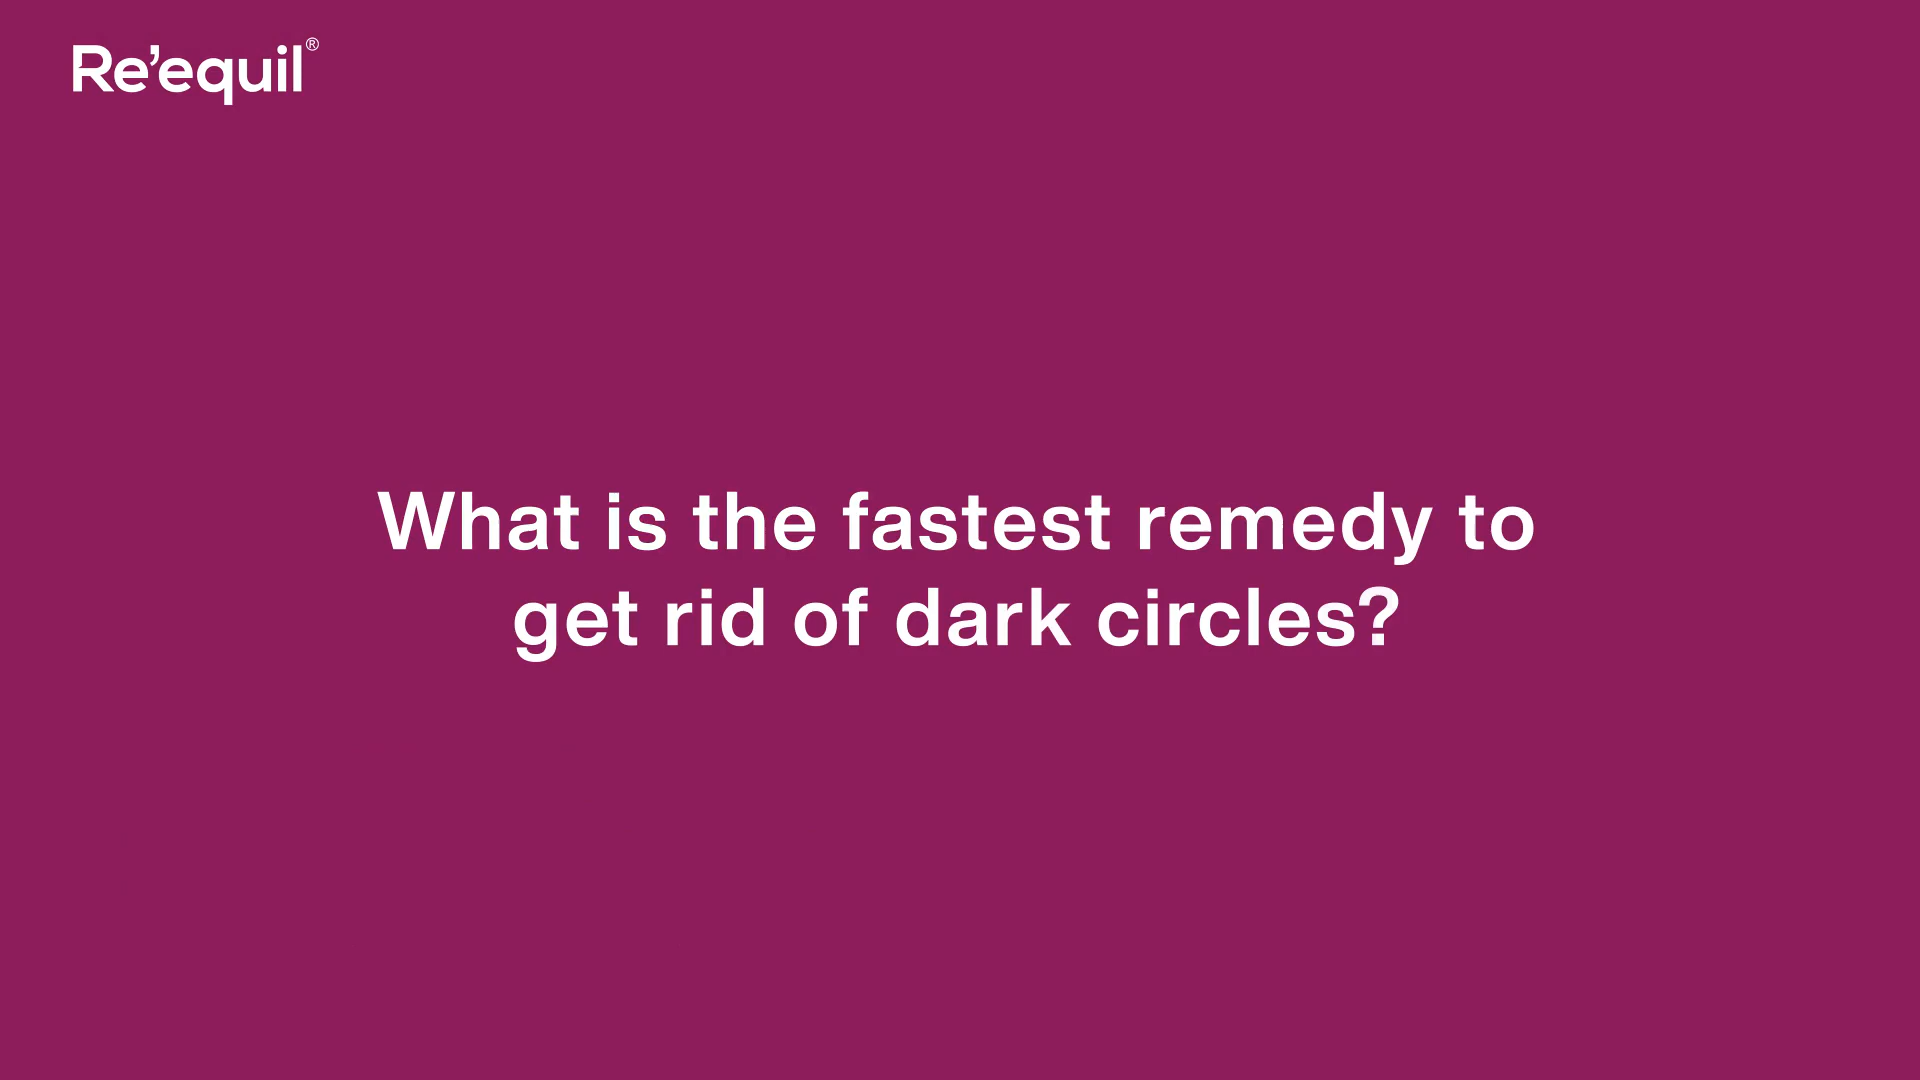 Re'equil®
What is the fastest remedy to
get rid of dark circles?